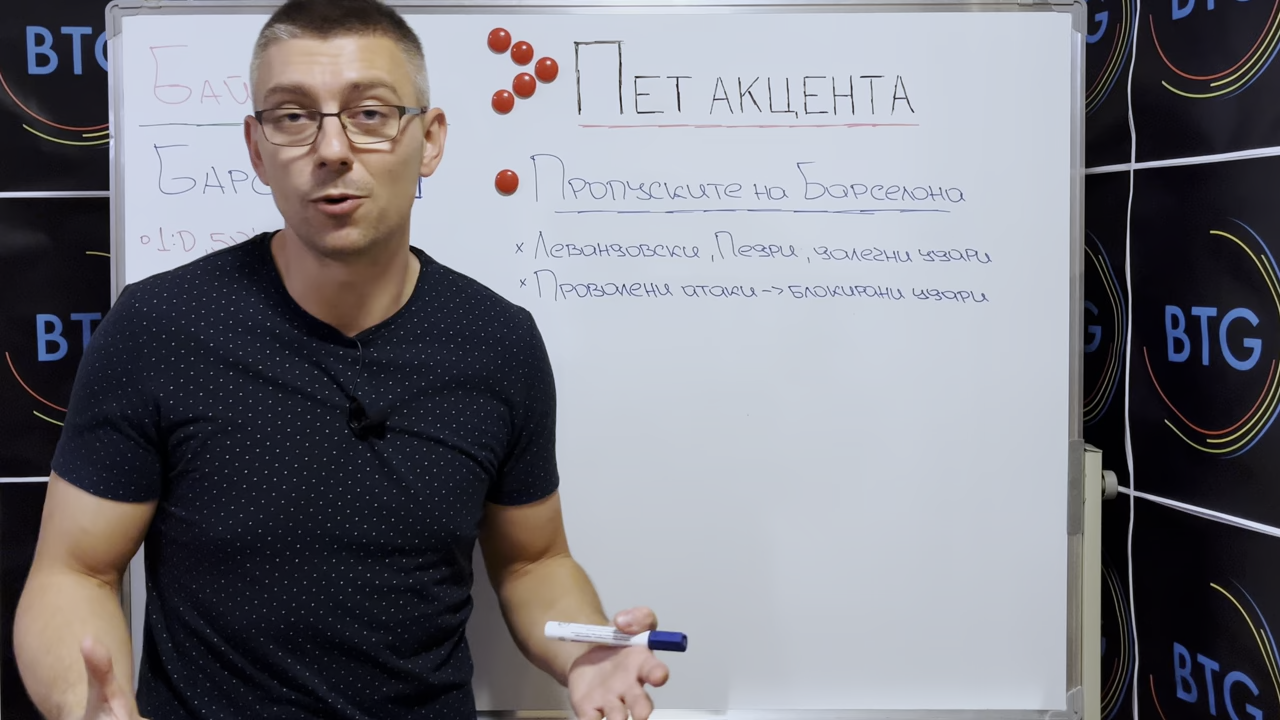 Пет акцента
Пропуските на Барселона
x Левандовски, Педри, залегни удари
x Провалени атаки -> блокирани удари
BTG
BTG
BTG
BTG